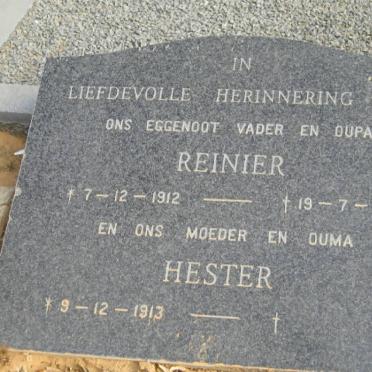 IN
LIEFDEVOLLE HERINNERING
ONS EGGENOOT VADER EN OUPA
REINIER
* 7-12-1912 — † 19-7-
EN ONS MOEDER EN OUMA
HESTER
* 9-12-1913 — †